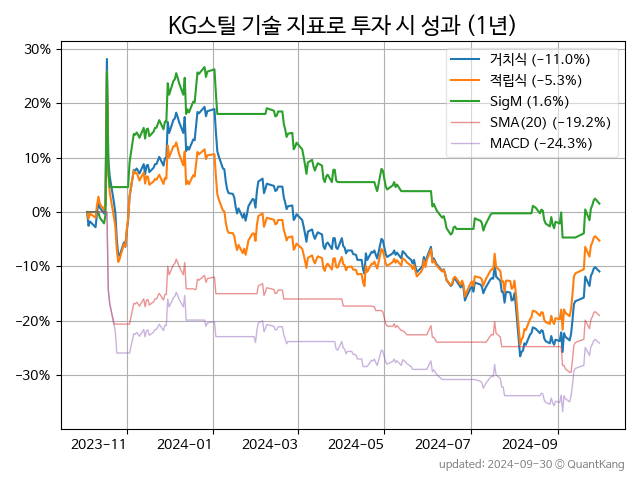 KG스틸 기술 지표로 투자 시 성과 (1년)
30%
20%
10%
0%
−10%
−20%
−30%
거치식 (−11.0%)
적립식 (−5.3%)
SigM (1.6%)
SMA(20) (−19.2%)
MACD (−24.3%)
2023-11
2024-01
2024-03
2024-05
2024-07
2024-09
updated: 2024-09-30 © QuantKang